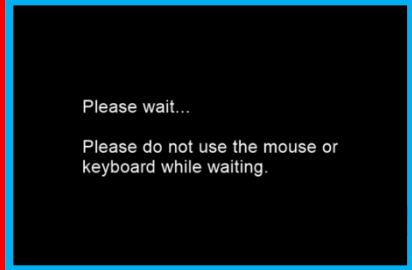 Please wait...
Please do not use the mouse or
keyboard while waiting.